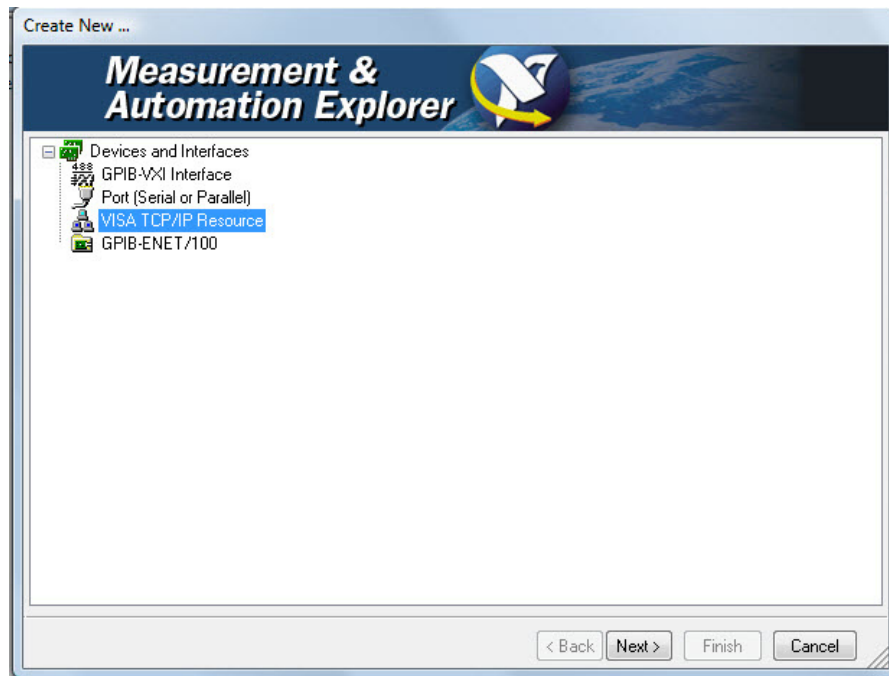 Create New ...
Measurement &
Automation Explorer
Devices and Interfaces
GPIB-VXI Interface
Port (Serial or Parallel)
VISA TCP/IP Resource
GPIB-ENET/100
< Back Next > Finish Cancel